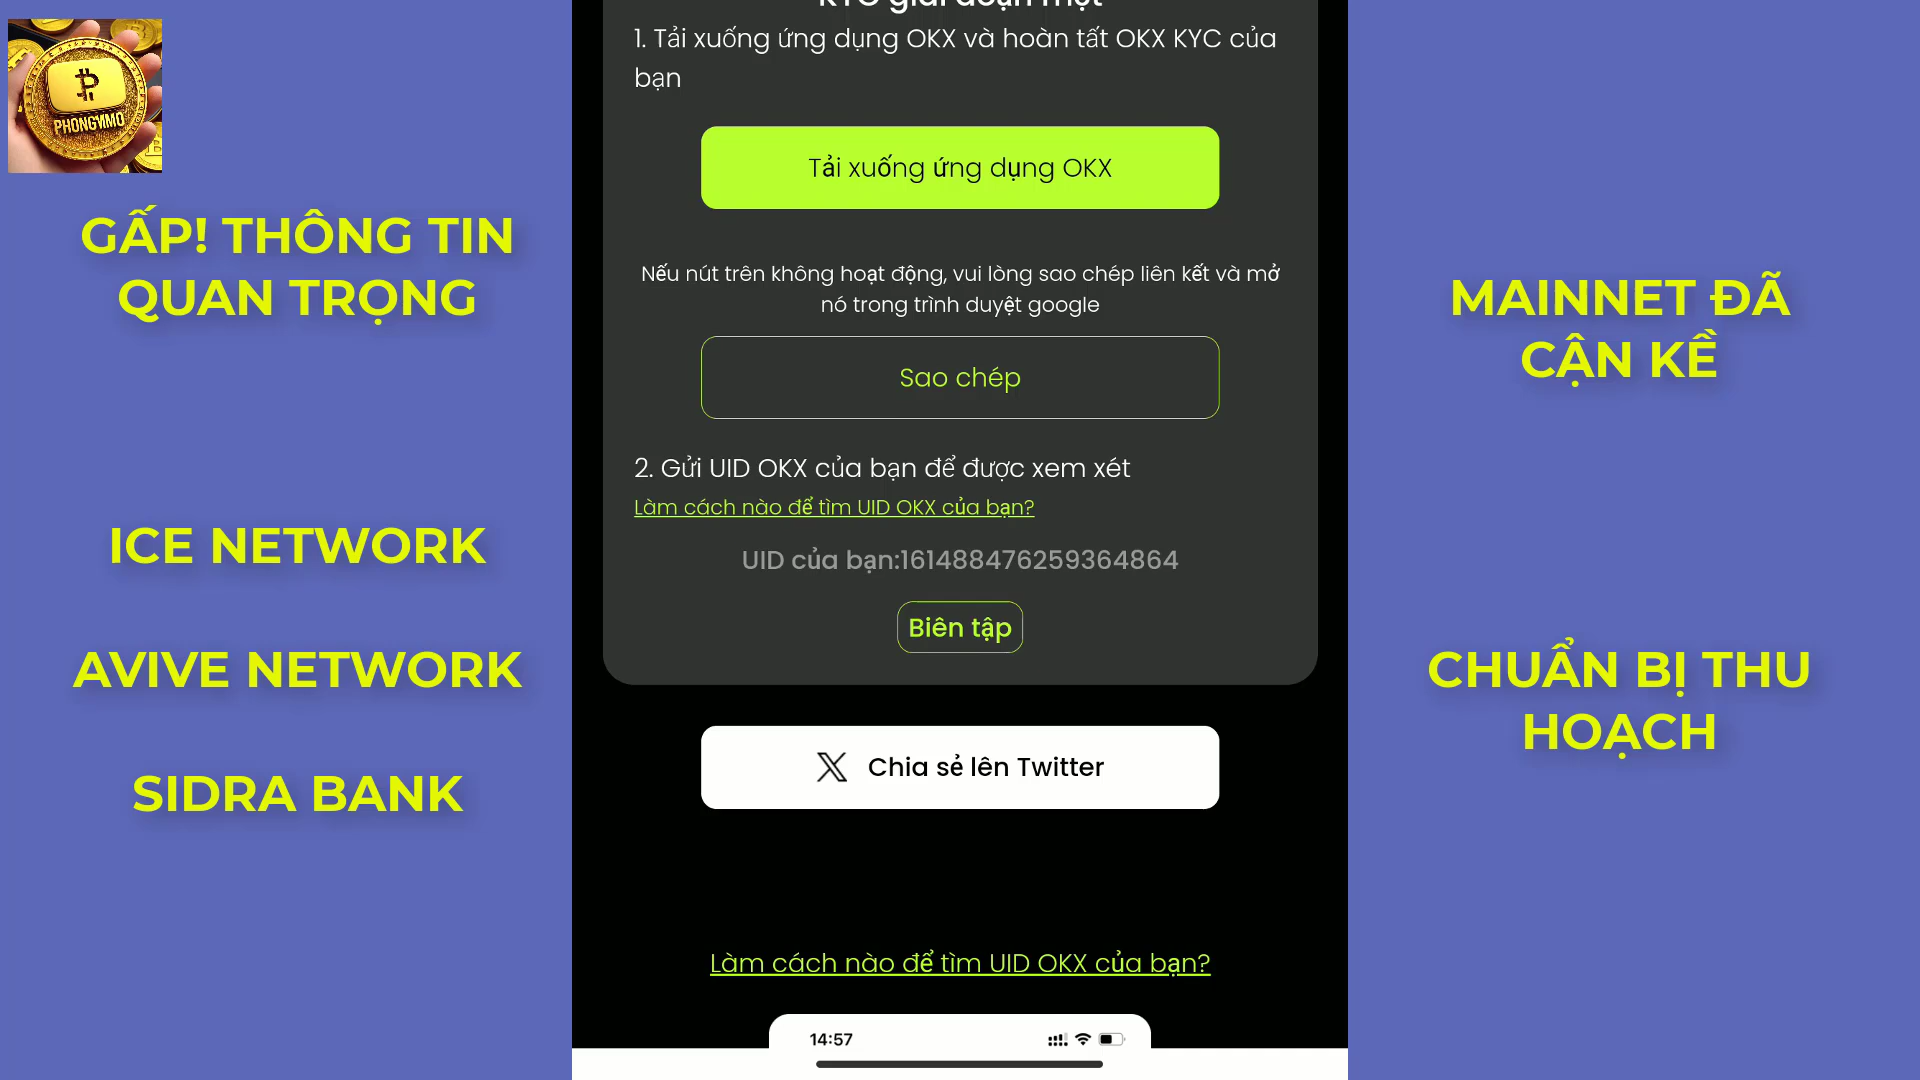 PHONGMMO
GẤP! THÔNG TIN
QUAN TRỌNG
ICE NETWORK
AVIVE NETWORK
SIDRA BANK
KYC giai đoạn một
1. Tải xuống ứng dụng OKX và hoàn tất OKX KYC của
bạn
Tải xuống ứng dụng OKX
Nếu nút trên không hoạt động, vui lòng sao chép liên kết và mở
nó trong trình duyệt google
Sao chép
2. Gửi UID OKX của bạn để được xem xét
Làm cách nào để tìm UID OKX của bạn?
UID của bạn:161488476259364864
Biên tập
Chia sẻ lên Twitter
Làm cách nào để tìm UID OKX của bạn?
14:57
MAINNET ĐÃ
CẬN KỀ
CHUẨN BỊ THU
HOẠCH